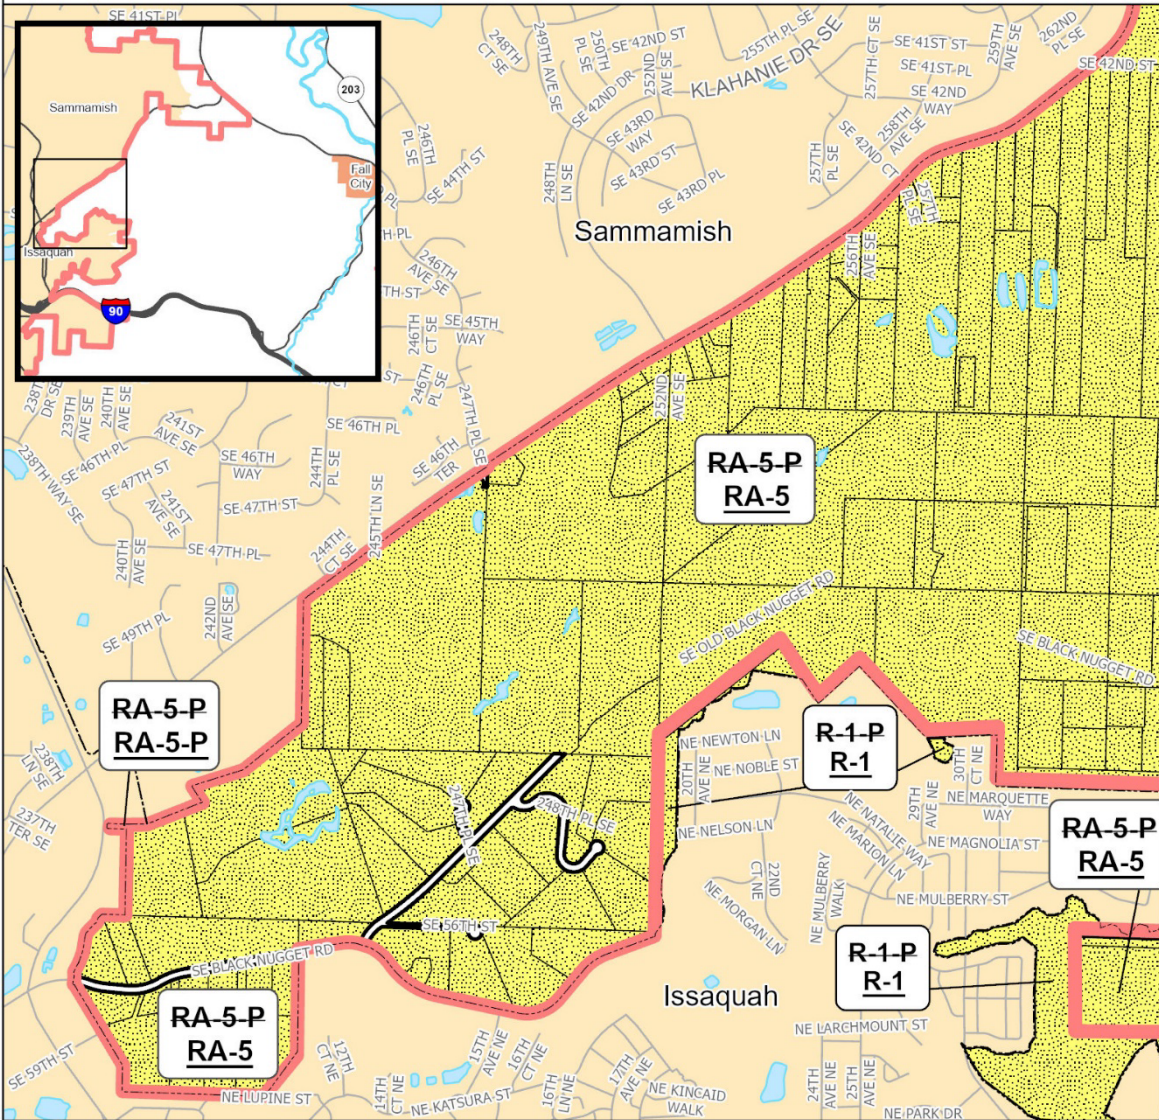 SE 41ST PL
Sammamish
203
Fall
City
Issaquah
90
248TH
CT SE
249TH AVE SE
250TH
PL SE
SE 42ND ST
SE 42ND DR
252ND
AVE SE
255TH PL SE
KLAHANIE DR SE
257TH CT SE
SE 41ST ST
SE 41ST PL
SE 42ND
WAY
259TH
AVE SE
262ND
PL SE
SE 42ND ST
258TH
AVE SE
SE 42ND CT
257TH
PL SE
257TH
PL SE
SE 43RD
WAY
SE 43RD ST
SE 43RD PL
248TH
LN SE
246TH
PL SE
SE 44TH ST
Sammamish
256TH
AVE SE
246TH
AVE SE
SE 45TH
WAY
246TH
CT SE
246TH
PL SE
247TH PL SE
252ND
AVE SE
238TH
DR SE
239TH
AVE SE
240TH
AVE SE
241ST
AVE SE
SE 46TH PL
SE 46TH PL
SE 46TH
WAY
244TH
PL SE
SE 46TH
TER
SE 47TH ST
241ST
AVE SE
SE 47TH ST
238TH WAY SE
SE 47TH PL
240TH
AVE SE
244TH
CT SE
245TH LN SE
RA-5-P
RA-5
242ND
AVE SE
SE 49TH PL
SE OLD BLACK NUGGET RD
SE BLACK NUGGET RD
RA-5-P
RA-5-P
238TH
LN SE
237TH
TER SE
R-1-P
R-1
NE NEWTON LN
20TH
AVE NE
NE NOBLE ST
30TH
CT NE
29TH
AVE NE
NE MARQUETTE
WAY
NE NATALIE WAY
NE MARION LN
NE MAGNOLIA ST
247TH PL SE
248TH PL SE
NE NELSON LN
22ND
CT NE
NE MULBERRY
WALK
NE MULBERRY ST
NE MORGAN LN
RA-5-P
RA-5
SE 56TH ST
SE BLACK NUGGET RD
R-1-P
R-1
Issaquah
RA-5-P
RA-5
SE 59TH ST
NE LUPINE ST
12TH
CT NE
14TH
CT NE
15TH
AVE NE
16TH
CT NE
NE KATSURA ST
16TH
LN NE
17TH
AVE NE
NE KINCAID
WALK
NE LARCHMOUNT ST
24TH
AVE NE
25TH
AVE NE
NE PARK DR